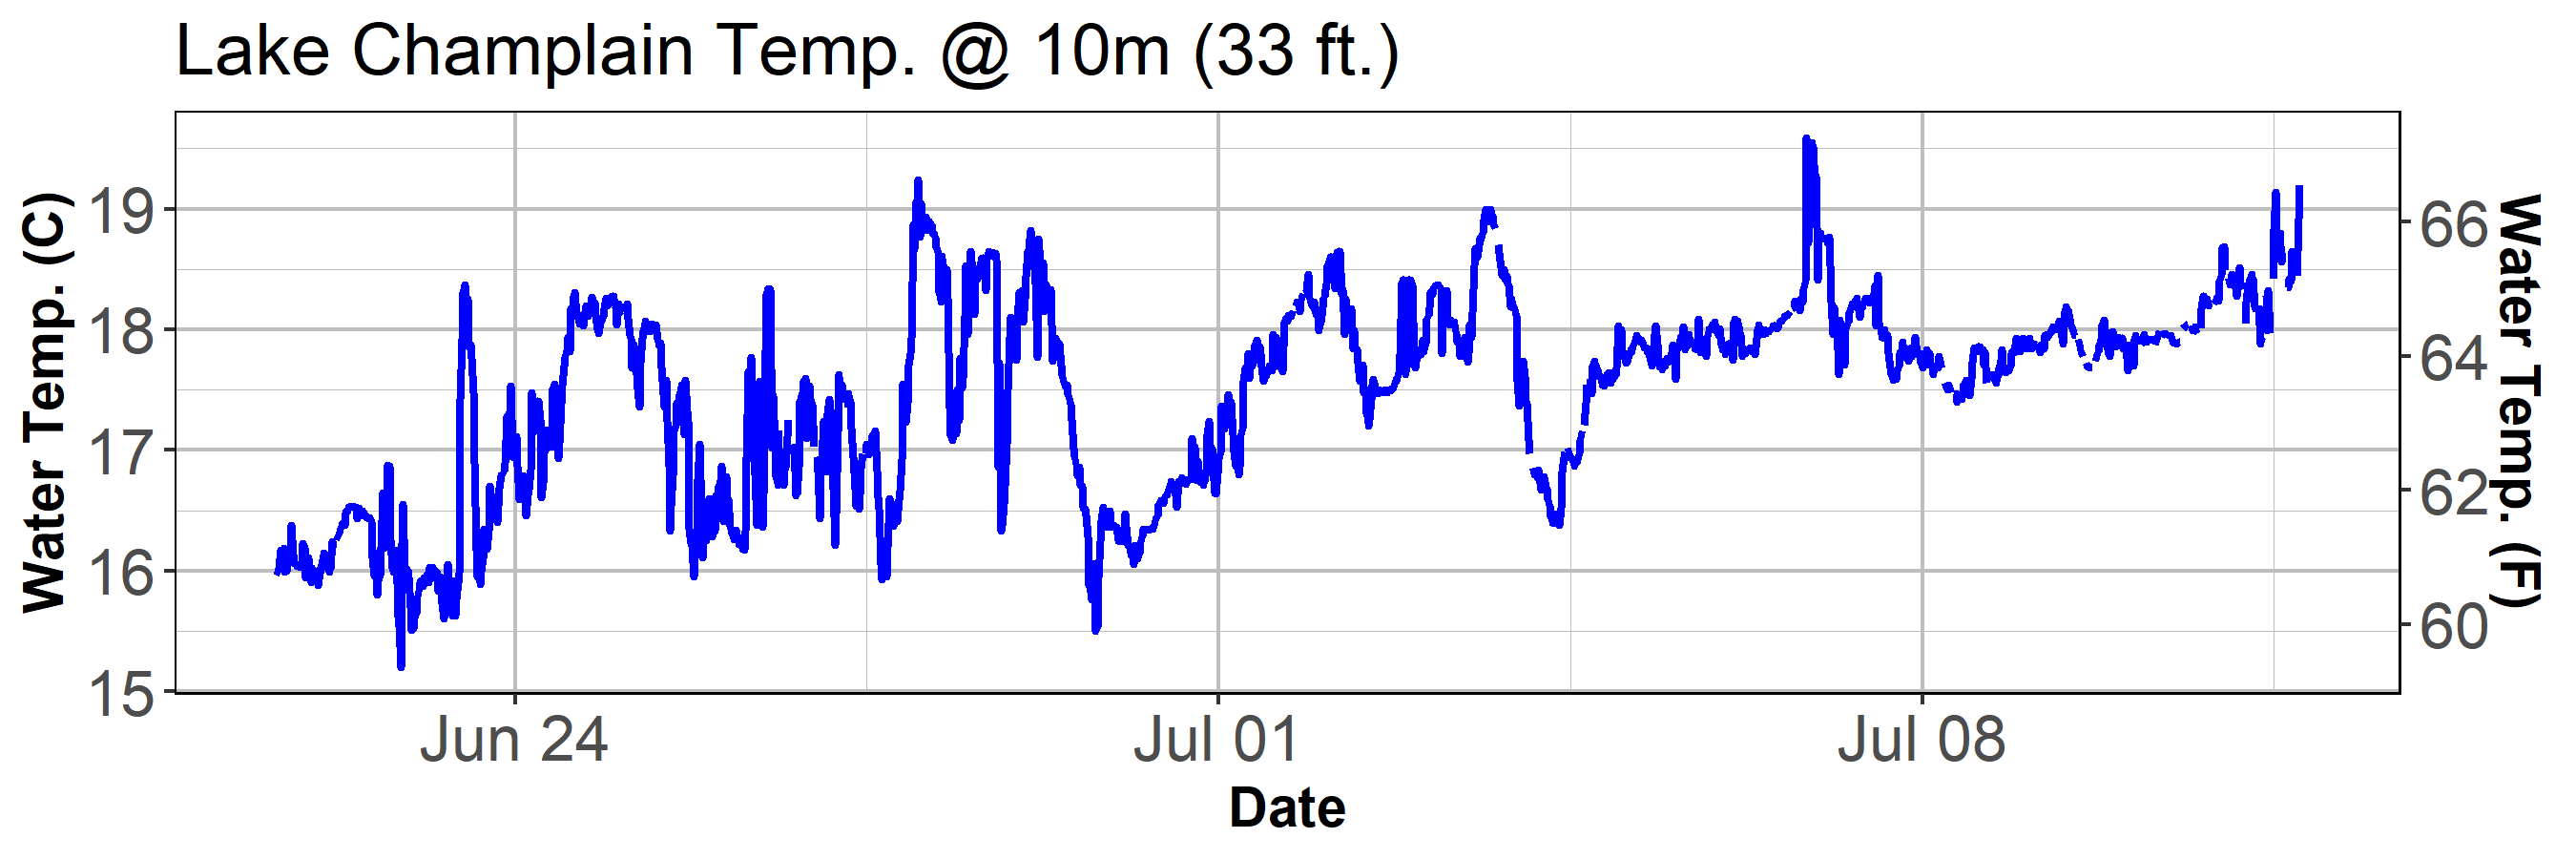 Lake Champlain Temp. @ 10m (33 ft.)
Water Temp. (C)
19
18
17
16
15
66
64
62
60
Water Temp. (F)
Jun 24
Jul 01
Jul 08
Date